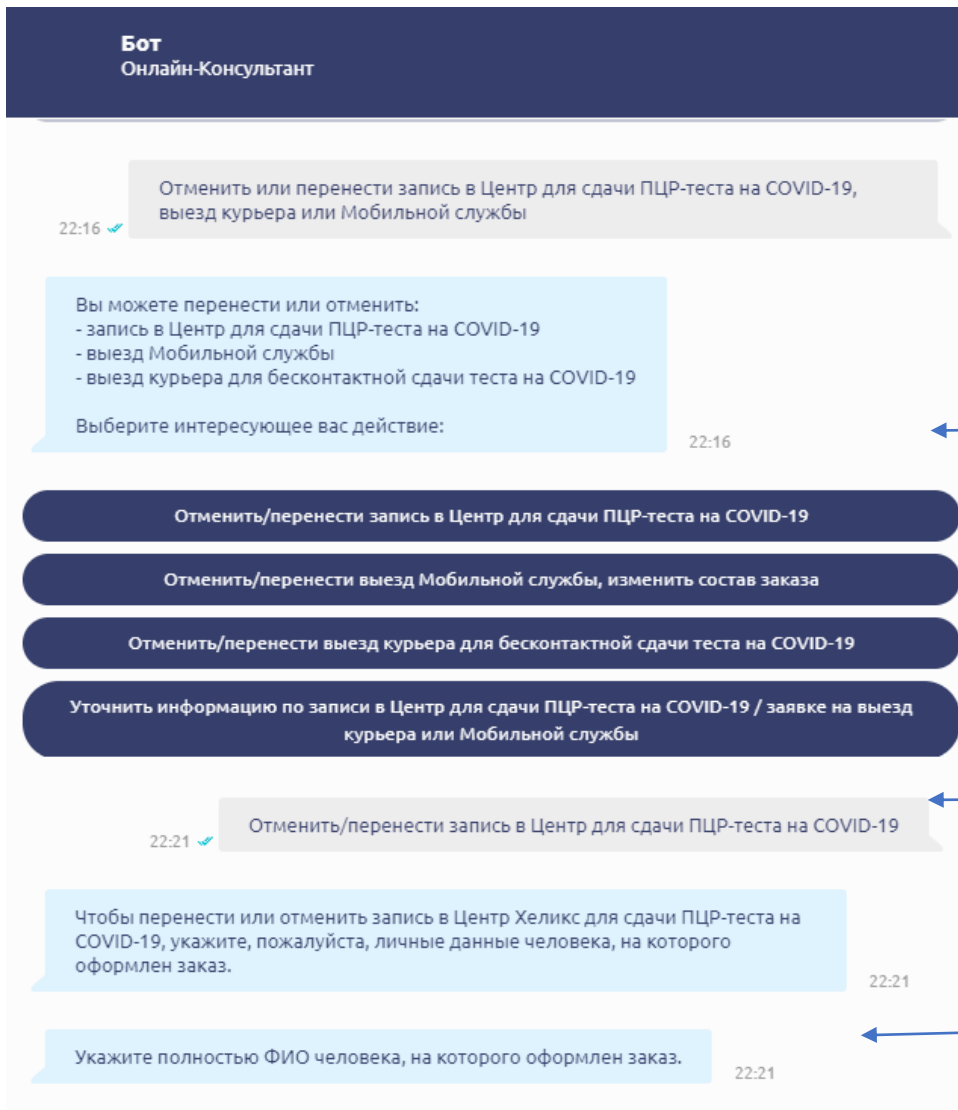 Бот
Онлайн-Консультант
Отменить или перенести запись в Центр для сдачи ПЦР-теста на COVID-19,
выезд курьера или Мобильной службы
22:16
Вы можете перенести или отменить:
- запись в Центр для сдачи ПЦР-теста на COVID-19
- выезд Мобильной службы
- выезд курьера для бесконтактной сдачи теста на COVID-19
Выберите интересующее вас действие:
22:16
Отменить/перенести запись в Центр для сдачи ПЦР-теста на COVID-19
Отменить/перенести выезд Мобильной службы, изменить состав заказа
Отменить/перенести выезд курьера для бесконтактной сдачи теста на COVID-19
Уточнить информацию по записи в Центр для сдачи ПЦР-теста на COVID-19 / заявке на выезд
курьера или Мобильной службы
Отменить/перенести запись в Центр для сдачи ПЦР-теста на COVID-19
22:21
Чтобы перенести или отменить запись в Центр Хеликс для сдачи ПЦР-теста на
COVID-19, укажите, пожалуйста, личные данные человека, на которого
оформлен заказ.
22:21
Укажите полностью ФИО человека, на которого оформлен заказ.
22:21